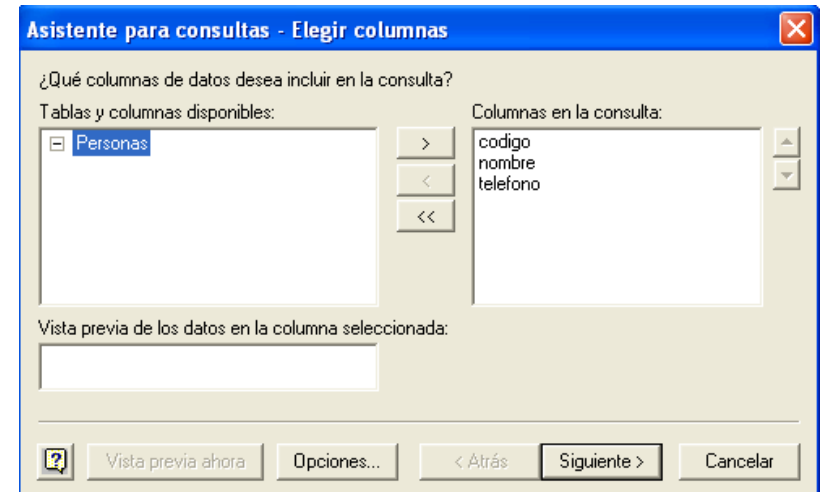 Asistente para consultas - Elegir columnas
¿Qué columnas de datos desea incluir en la consulta?
Tablas y columnas disponibles:
Columnas en la consulta:
Personas
>
<
<<
codigo
nombre
telefono
Vista previa de los datos en la columna seleccionada:
Vista previa ahora
Opciones...
< Atrás
Siguiente >
Cancelar